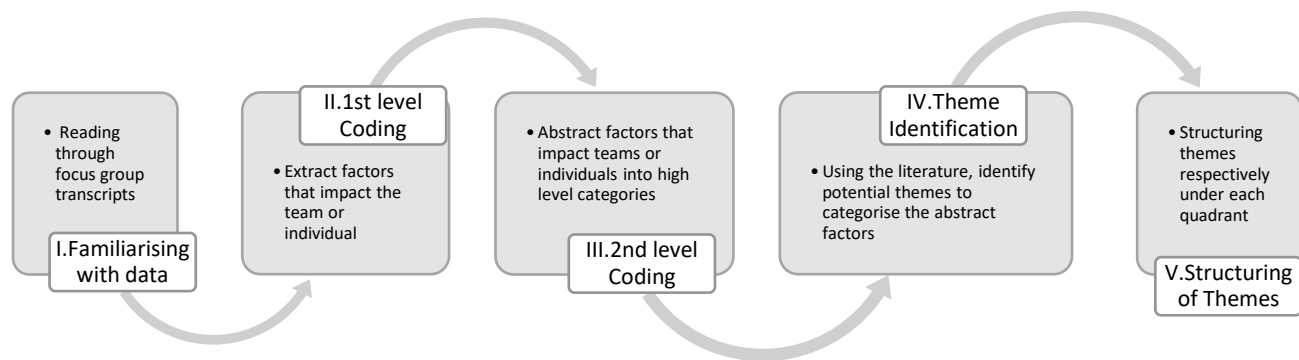 • Reading
through
focus group
transcripts
I.Familiarising
with data
II.1st level
Coding
•Extract factors
that impact the
team or
individual
•Abstract factors that
impact teams or
individuals into high
level categories
III.2nd level
Coding
IV.Theme
Identification
•Using the literature, identify
potential themes to
categorise the abstract
factors
•Structuring
themes
respectively
under each
quadrant
V.Structuring
of Themes